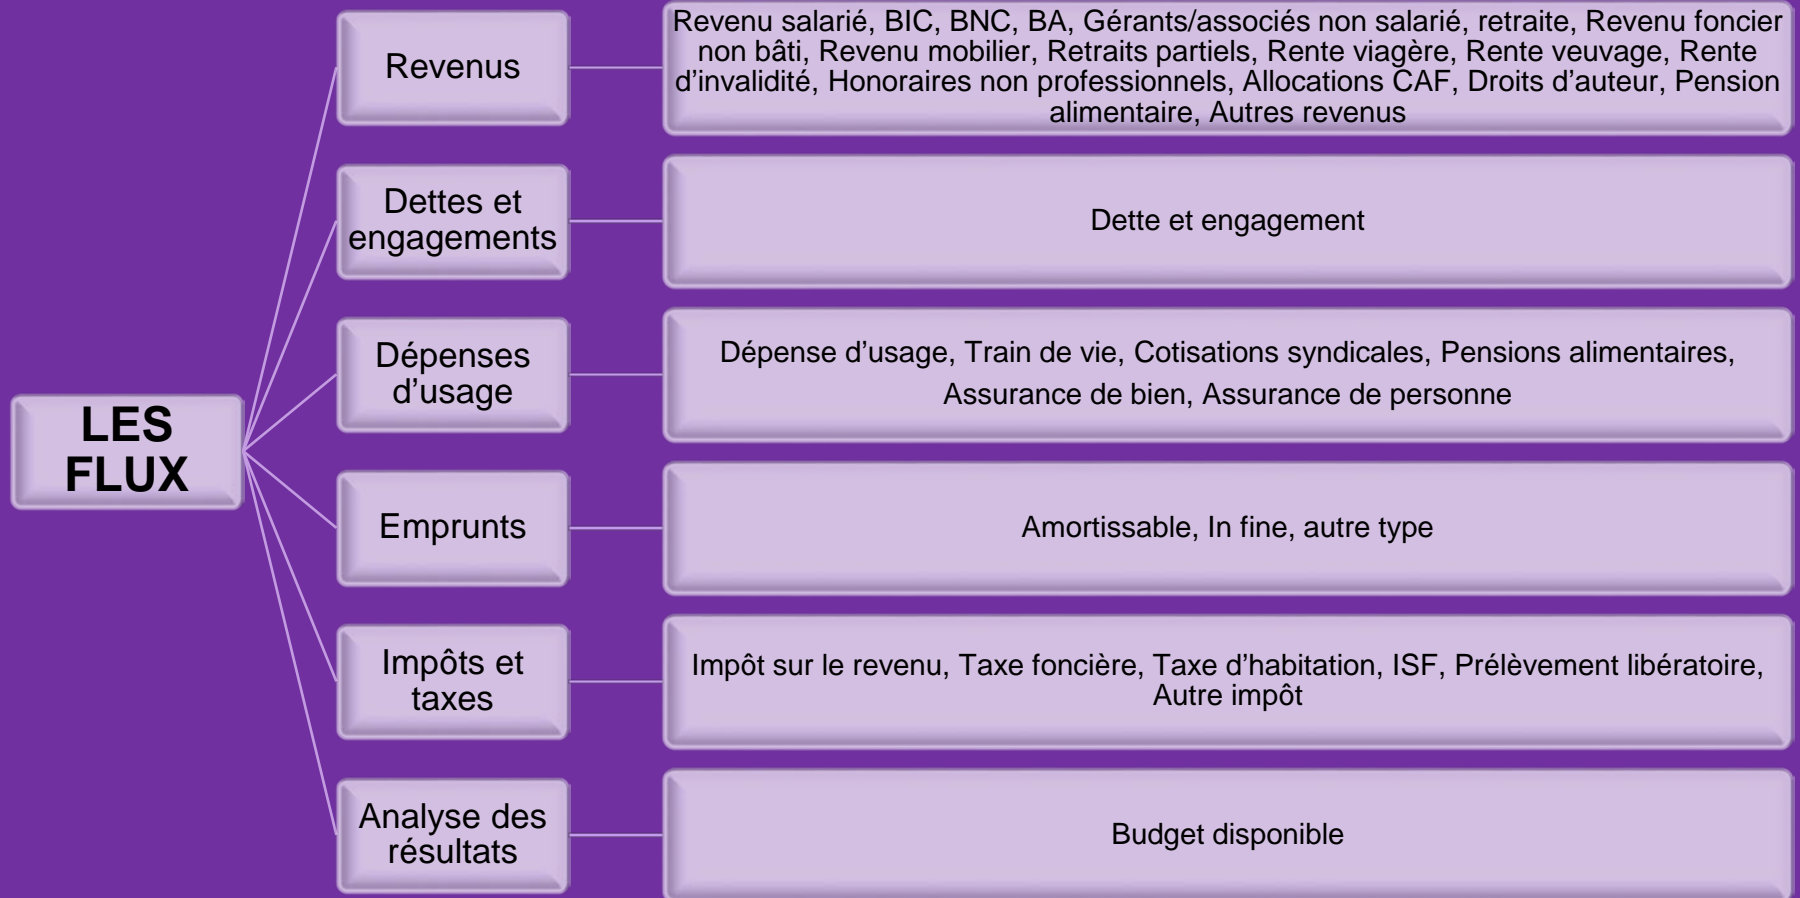 LES
FLUX
Revenus
Revenu salarié, BIC, BNC, BA, Gérants/associés non salarié, retraite, Revenu foncier
non bâti, Revenu mobilier, Retraits partiels, Rente viagère, Rente veuvage, Rente
d’invalidité, Honoraires non professionnels, Allocations CAF, Droits d’auteur, Pension
alimentaire, Autres revenus
Dettes et
engagements
Dette et engagement
Dépenses
d’usage
Dépense d’usage, Train de vie, Cotisations syndicales, Pensions alimentaires,
Assurance de bien, Assurance de personne
Emprunts
Amortissable, In fine, autre type
Impôts et
taxes
Impôt sur le revenu, Taxe foncière, Taxe d’habitation, ISF, Prélèvement libératoire,
Autre impôt
Analyse des
résultats
Budget disponible